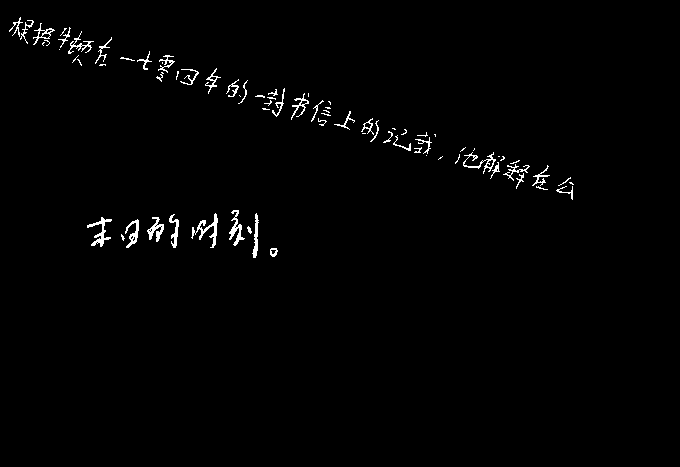 根据牛顿在一七零四年的一封书信上的记载，他解释在公
末日的时刻。